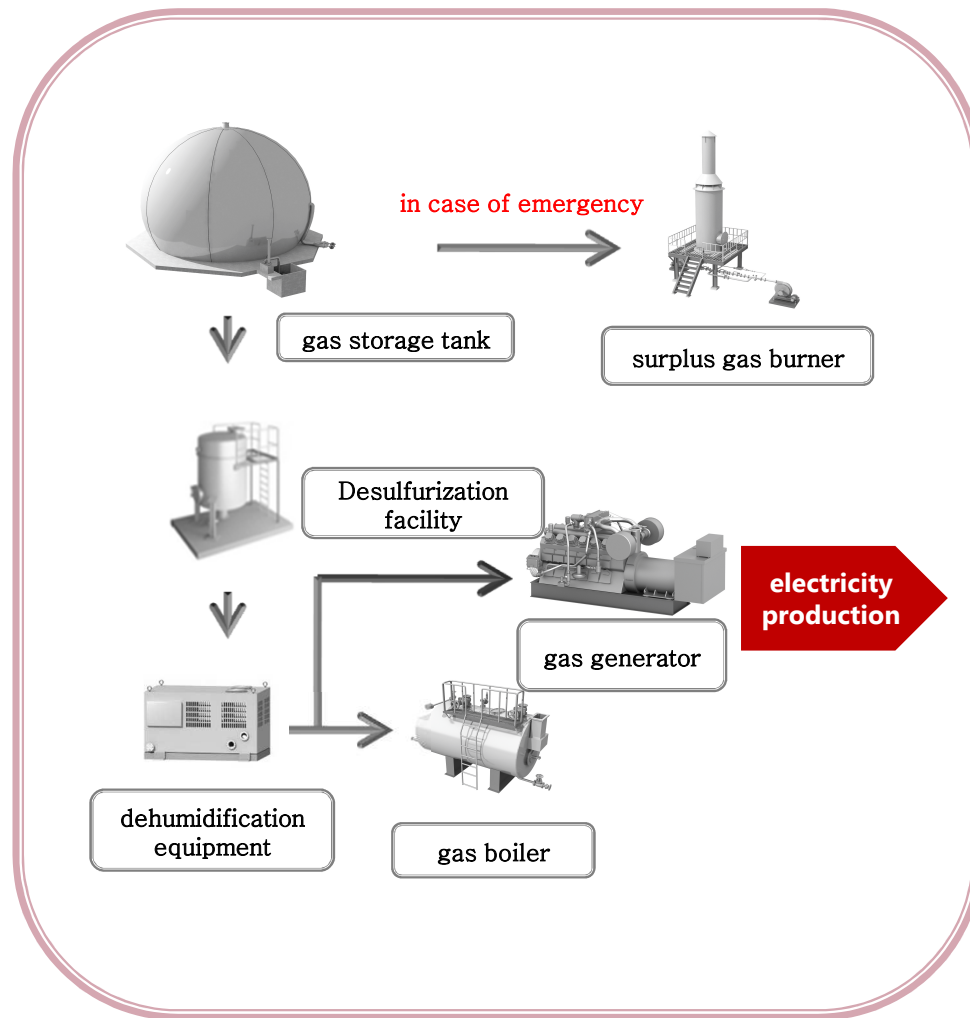 in case of emergency
gas storage tank
surplus gas burner
Desulfurization
facility
electricity
production
gas generator
dehumidification
equipment
gas boiler